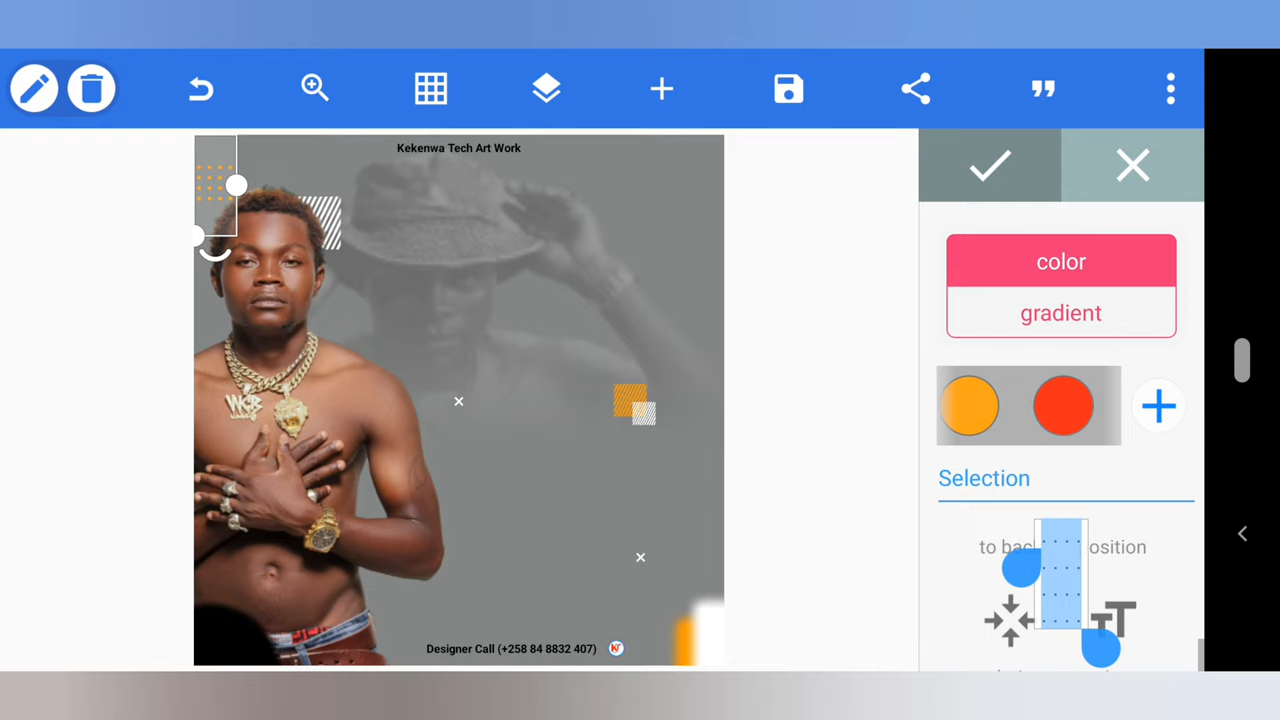 Kekenwa Tech Art Work
color
gradient
Selection
to bac osition
Designer Call (+258 84 8832 407)